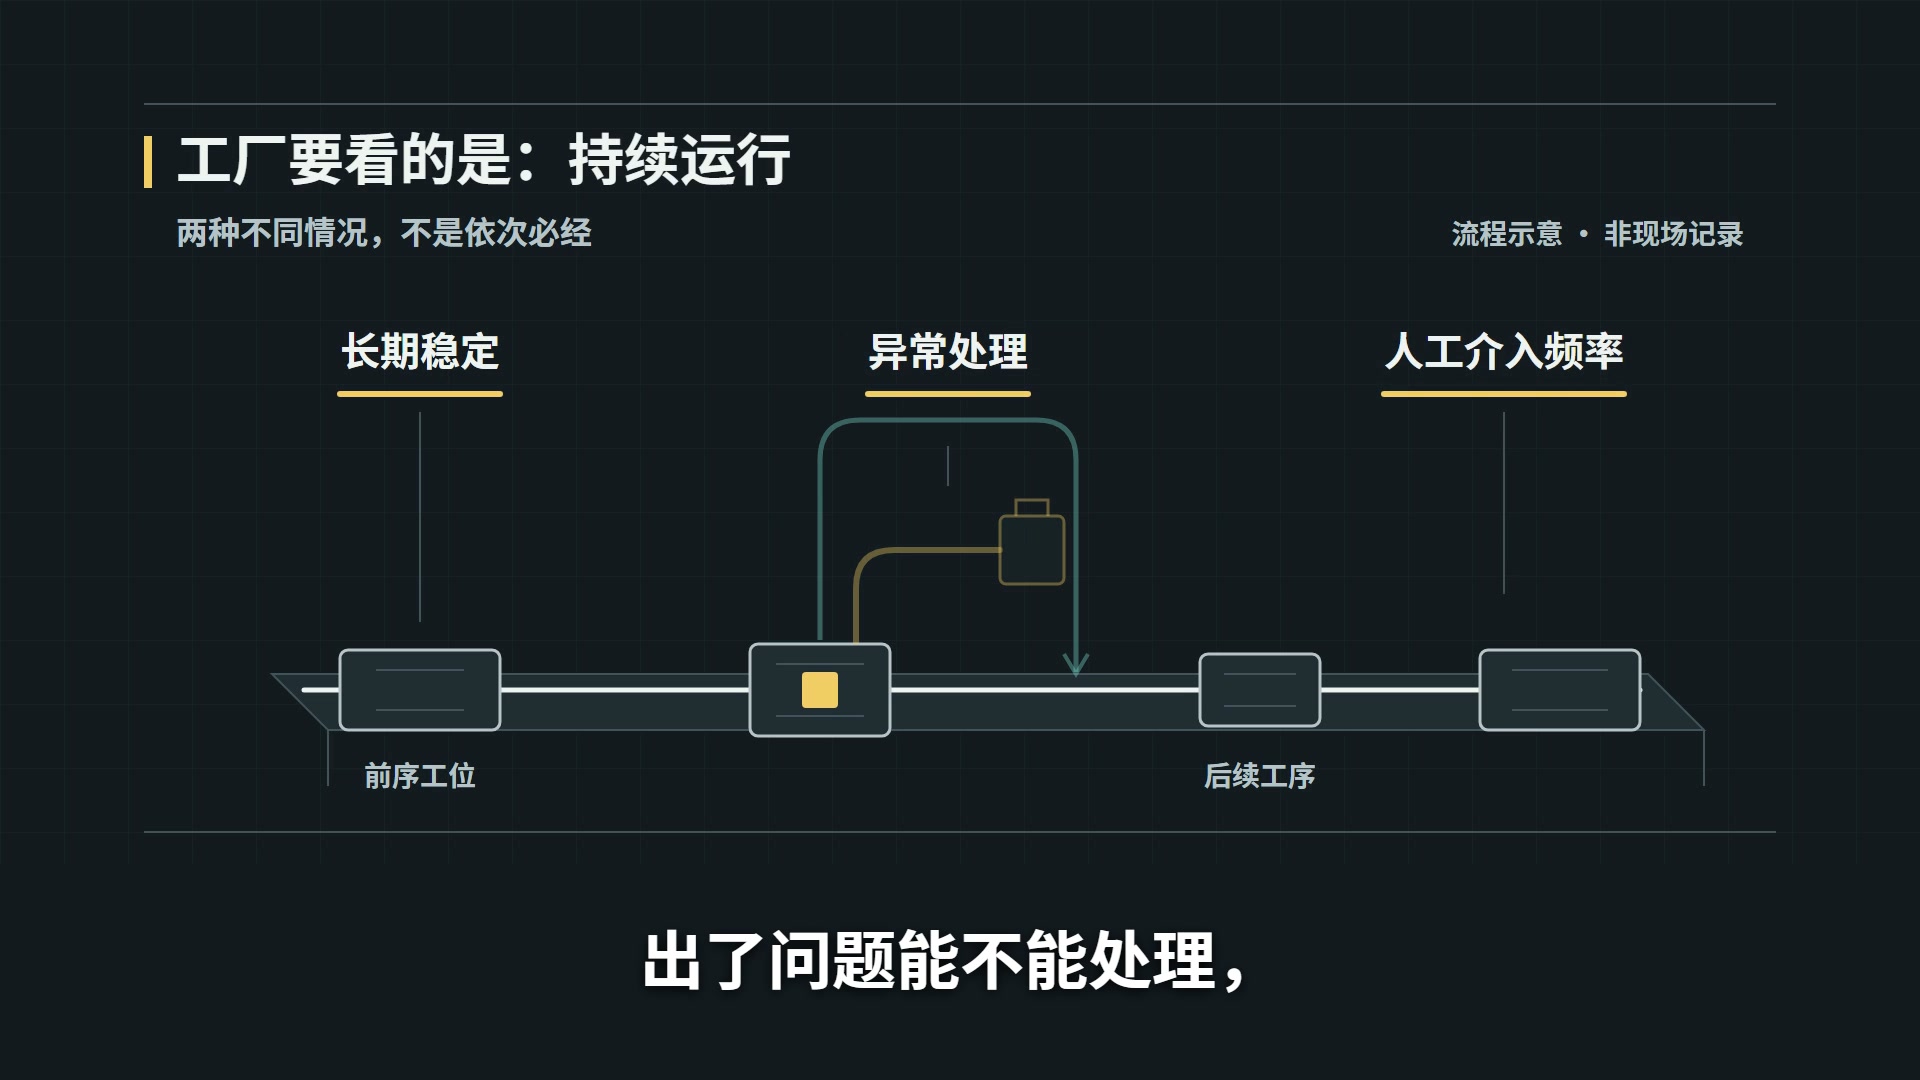 工厂要看的是：持续运行
两种不同情况，不是依次必经
流程示意 · 非现场记录
长期稳定
异常处理
人工介入频率
前序工位
后续工序
出了问题能不能处理，